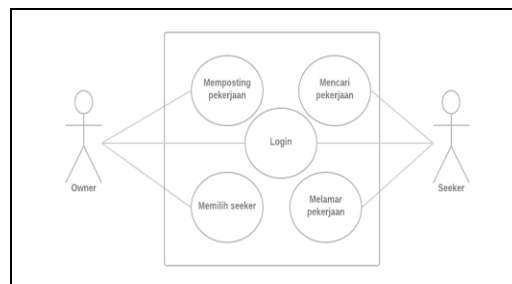 Memposting
pekerjaan
Mencari
pekerjaan
Login
Owner
Seeker
Memilih seeker
Melamar
pekerjaan